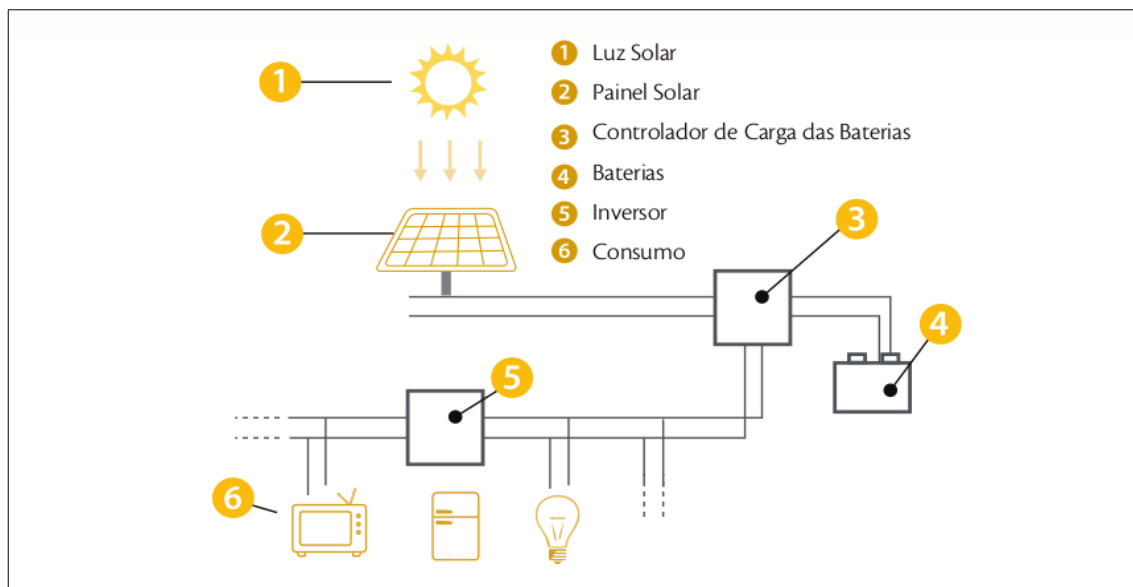 1
1 Luz Solar
2 Painel Solar
3 Controlador de Carga das Baterias
4 Baterias
5 Inversor
6 Consumo
2
3
4
5
6